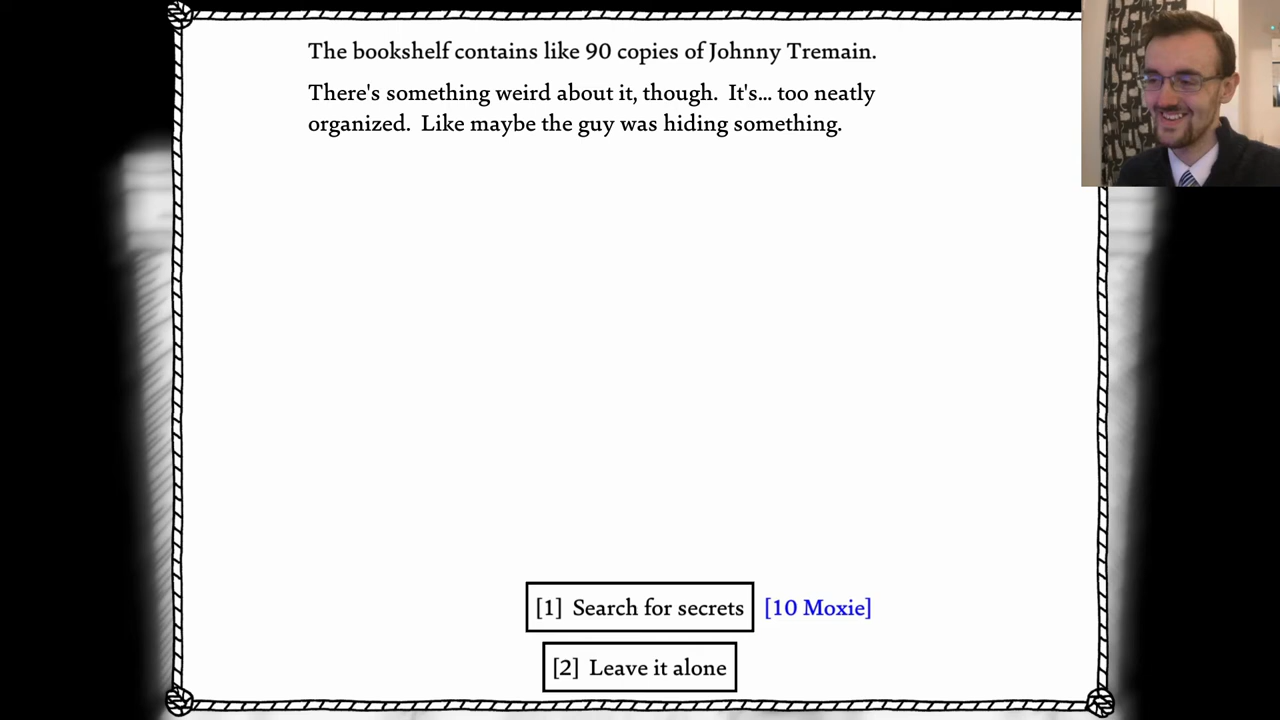 The bookshelf contains like 90 copies of Johnny Tremain.
There's something weird about it, though.  It's... too neatly
organized.  Like maybe the guy was hiding something.
[1]  Search for secrets  [10 Moxie]
[2]  Leave it alone